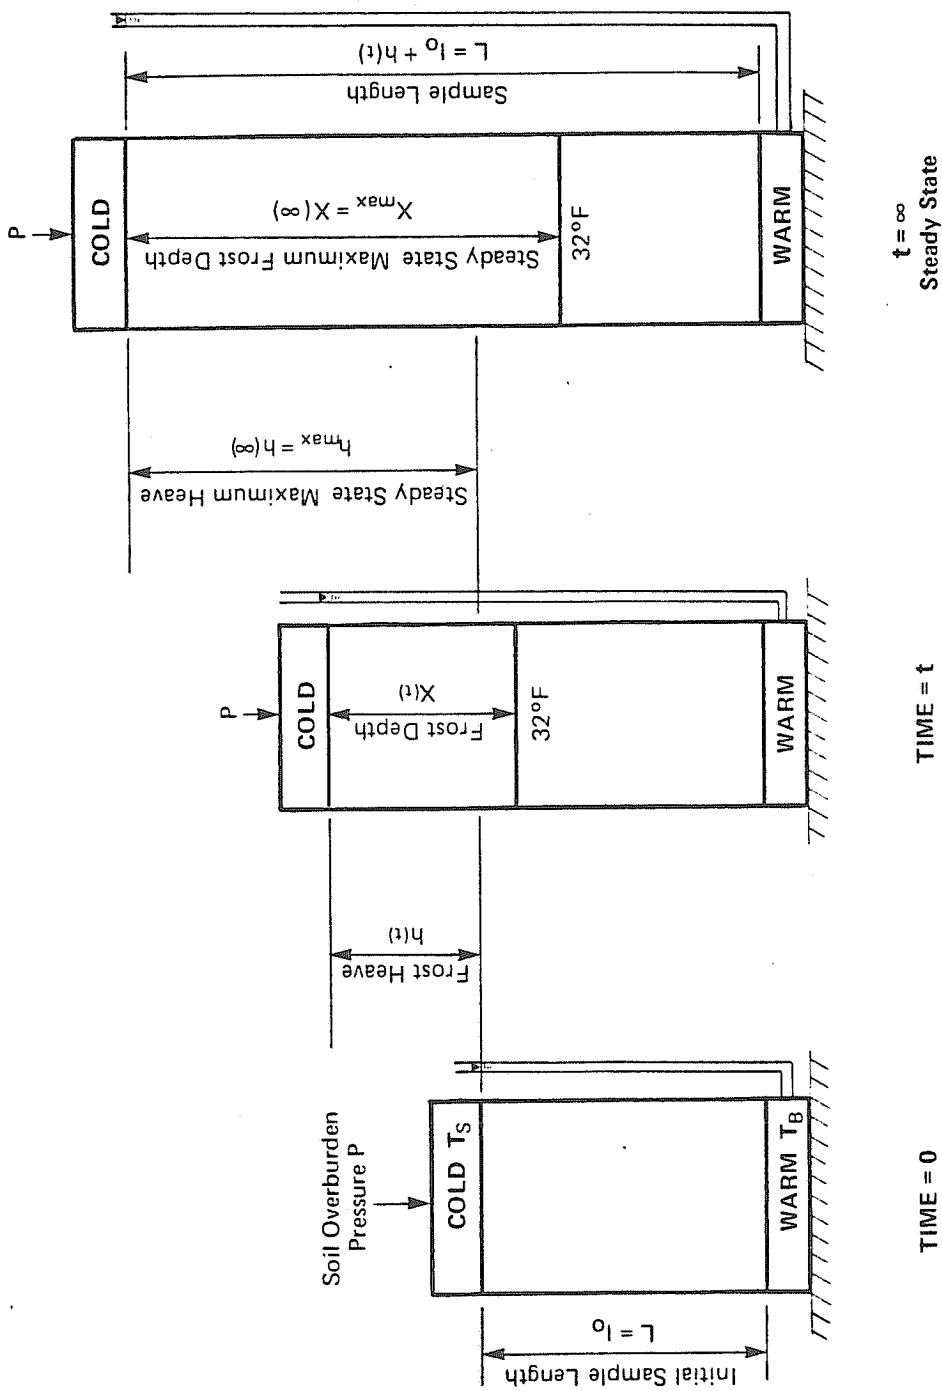 Soil Overburden
Pressure P
COLD T_S
WARM T_B
Initial Sample Length
L = l_o
TIME = 0
Frost Heave
h(t)
P
COLD
Frost Depth
X(t)
32°F
WARM
TIME = t
Steady State Maximum Heave
h_max = h(∞)
P
COLD
Steady State Maximum Frost Depth
X_max = X(∞)
32°F
WARM
Sample Length
L = l_o + h(t)
t = ∞
Steady State